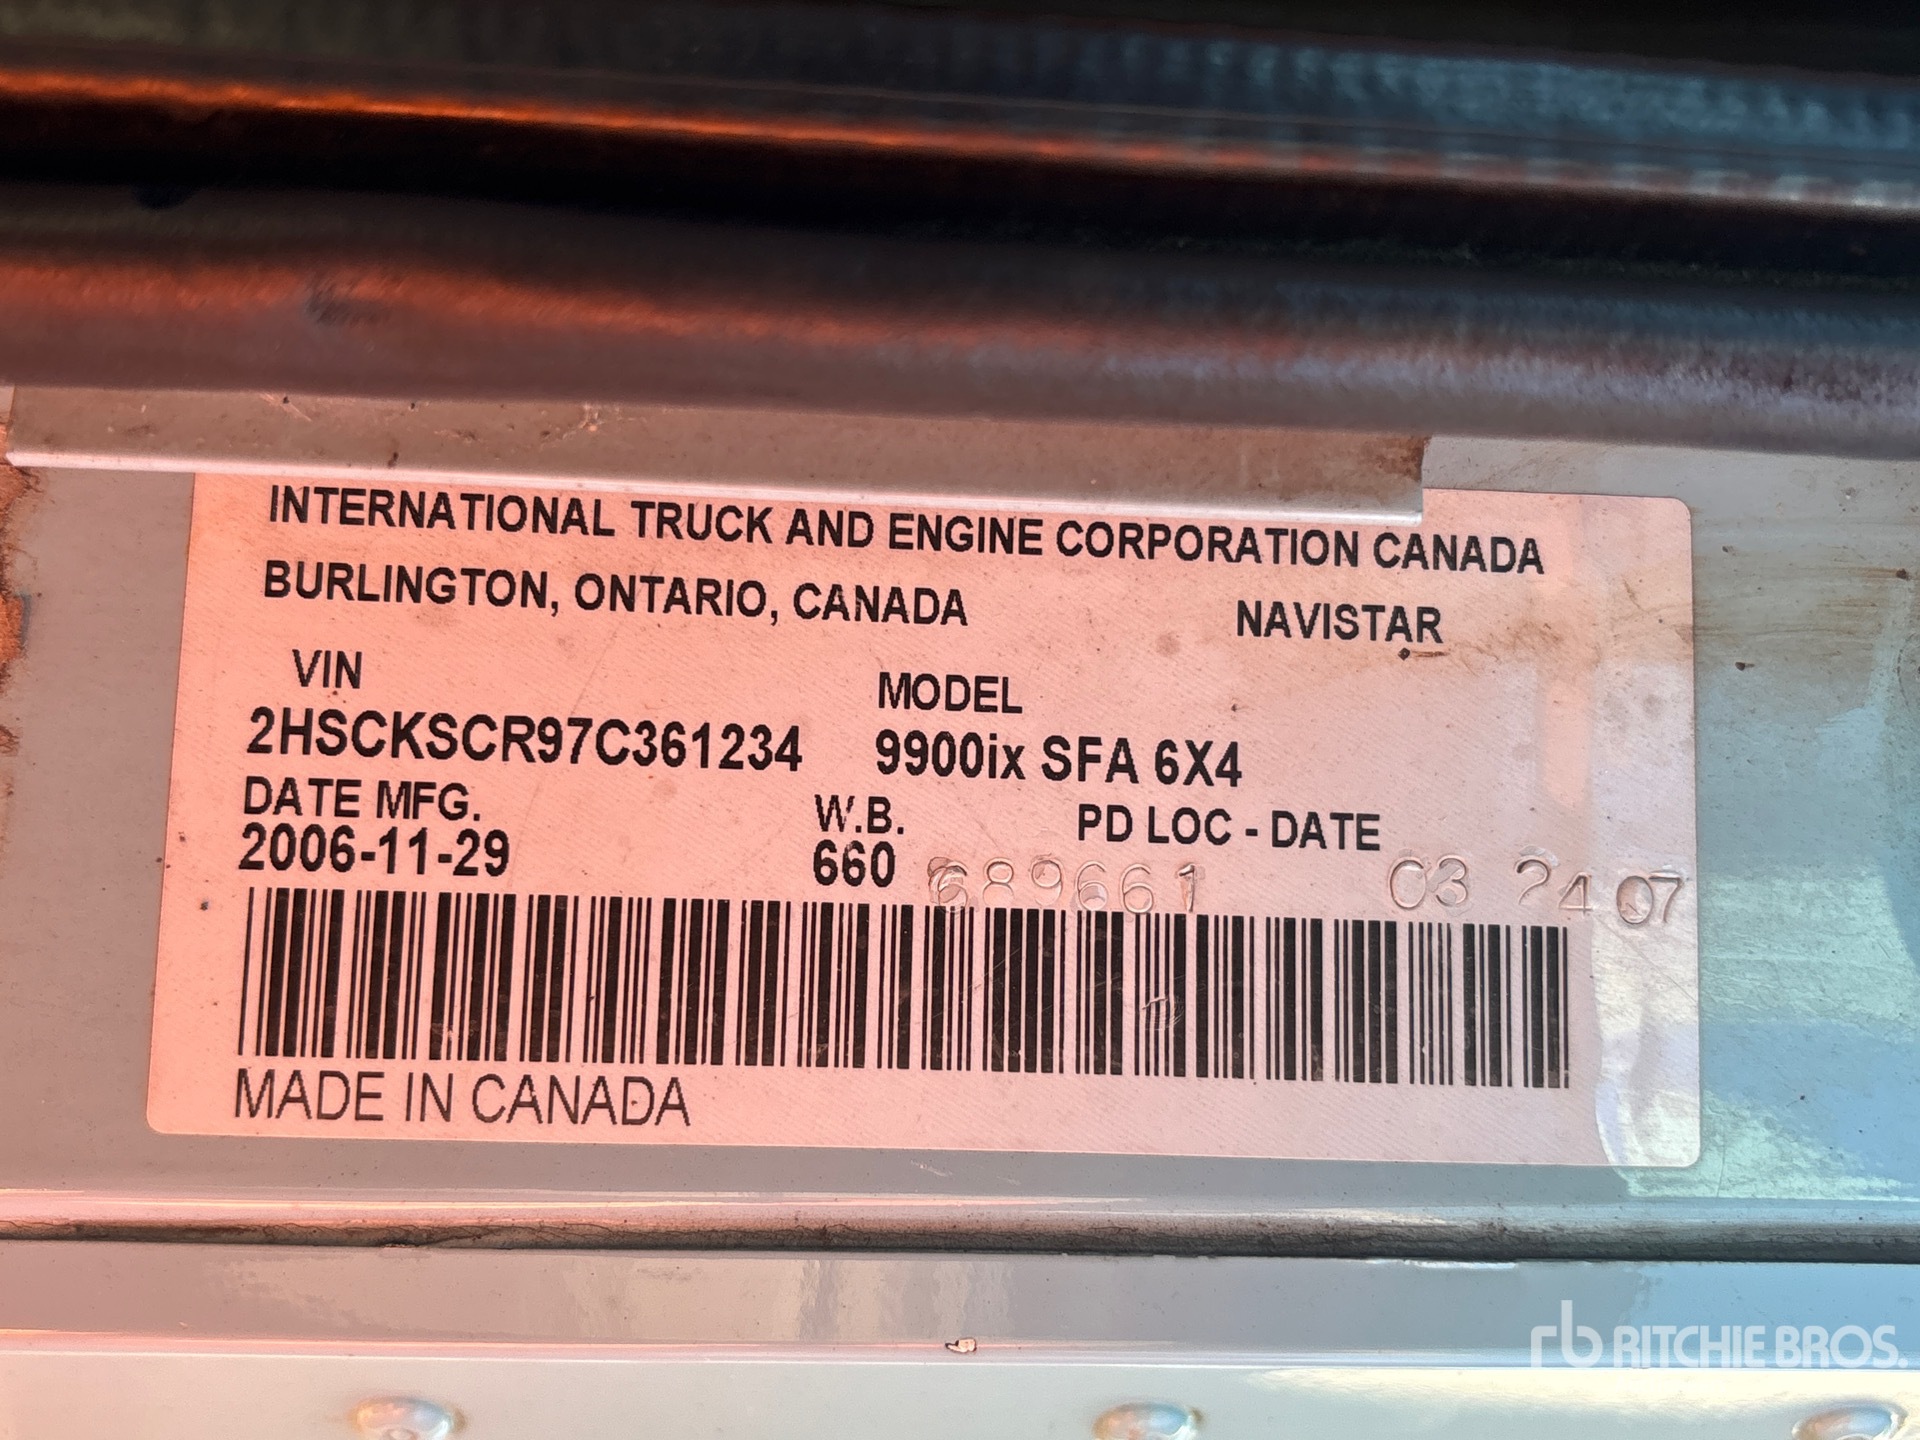 INTERNATIONAL TRUCK AND ENGINE CORPORATION CANADA
BURLINGTON, ONTARIO, CANADA NAVISTAR
VIN MODEL
2HSCKSCR97C361234 9900ix SFA 6X4
DATE MFG. W.B. PD LOC - DATE
2006-11-29 660 689661 03 24 07
MADE IN CANADA
rb RITCHIE BROS.